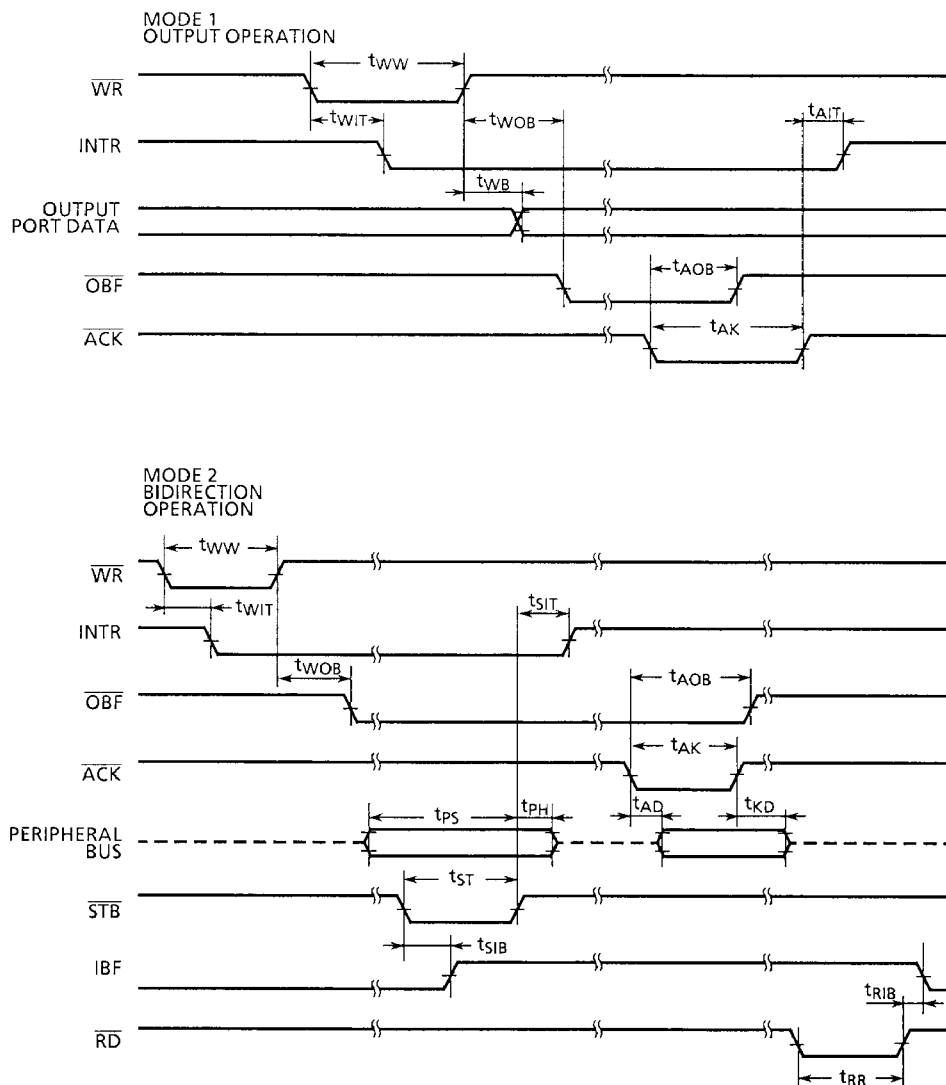 MODE 1
OUTPUT OPERATION
tWW
WR
tWIT
tWOB
tAIT
INTR
tWB
OUTPUT
PORT DATA
tAOB
OBF
tAK
ACK
MODE 2
BIDIRECTION
OPERATION
tWW
WR
tWIT
tSIT
INTR
tWOB
tAOB
OBF
tAK
ACK
tPS
tPH
tAD
tKD
PERIPHERAL
BUS
tST
STB
tSIB
IBF
tRIB
RD
tRR